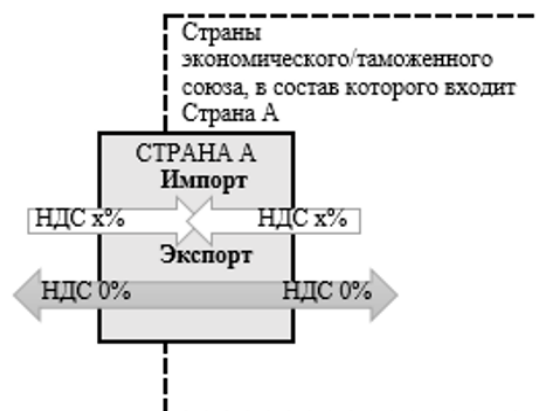 Страны
экономического/таможенного
союза, в состав которого входит
Страна А
СТРАНА А
Импорт
НДС x% НДС x%
Экспорт
НДС 0% НДС 0%